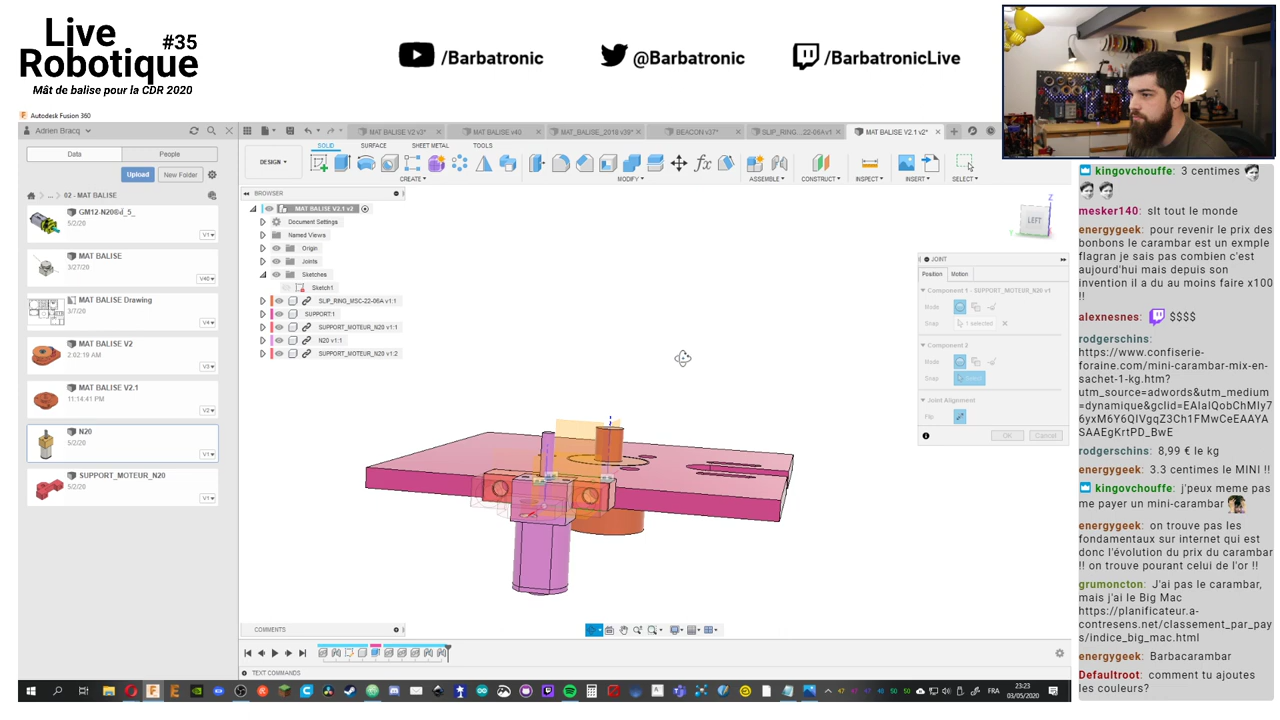 Live
Robotique #35
Mât de balise pour la CDR 2020
/Barbatronic
@Barbatronic
/BarbatronicLive
Autodesk Fusion 360
Adrien Bracq
MAT BALISE V2 v3*
MAT BALISE v40
MAT_BALISE_2018 v39*
BEACON v37*
SLIP_RING...22-06A v1
MAT BALISE V2.1 v2*
Data
People
Upload
New Folder
... > 02 - MAT BALISE
5/2/20
V1
MAT BALISE
3/27/20
V40
MAT BALISE Drawing
3/7/20
V4
MAT BALISE V2
2:02:19 AM
V3
MAT BALISE V2.1
11:14:41 PM
V2
N20
5/2/20
V1
SUPPORT_MOTEUR_N20
5/2/20
V1
SOLID
SURFACE
SHEET METAL
TOOLS
DESIGN
CREATE
MODIFY
ASSEMBLE
CONSTRUCT
INSPECT
INSERT
SELECT
BROWSER
MAT BALISE V2.1 v2
Document Settings
Named Views
Origin
Joints
Sketches
Sketch1
SLIP_RING_MSC-22-06A v1:1
SUPPORT:1
SUPPORT_MOTEUR_N20 v1:1
N20 v1:1
SUPPORT_MOTEUR_N20 v1:2
Z
LEFT
Y
JOINT
Position
Motion
Component 1 - SUPPORT_MOTEUR_N20 v1
Mode
Snap
1 selected
Component 2
Mode
Snap
Select
Joint Alignment
Flip
OK
Cancel
COMMENTS
TEXT COMMANDS
FRA
23:23
03/05/2020
kingovchouffe: 3 centimes
mesker140: slt tout le monde
energygeek: pour revenir le prix des
bonbons le carambar est un exmple
flagran je sais pas combien c'est
aujourd'hui mais depuis son
invention il a du au moins faire x100
!!
alexnesnes: $$$$
rodgerschins:
https://www.confiserie-
foraine.com/mini-carambar-mix-en-
sachet-1-kg.htm?
utm_source=adwords&utm_medium
=dynamique&gclid=EAIaIQobChMIy7
6yxM6Y6QIVgqZ3Ch1FMwCeEAAYA
SAAEgKrtPD_BwE
rodgerschins: 8,99 € le kg
energygeek: 3.3 centimes le MINI !!
kingovchouffe: j'peux meme pas
me payer un mini-carambar
energygeek: on trouve pas les
fondamentaux sur internet qui est
donc l'évolution du prix du carambar
!! on trouve pourant celui de l'or !!
grumoncton: J'ai pas le carambar,
mais j'ai le Big Mac
https://planificateur.a-
contresens.net/classement_par_pay
s/indice_big_mac.html
energygeek: Barbacarambar
Defaultroot: comment tu ajoutes
les couleurs?